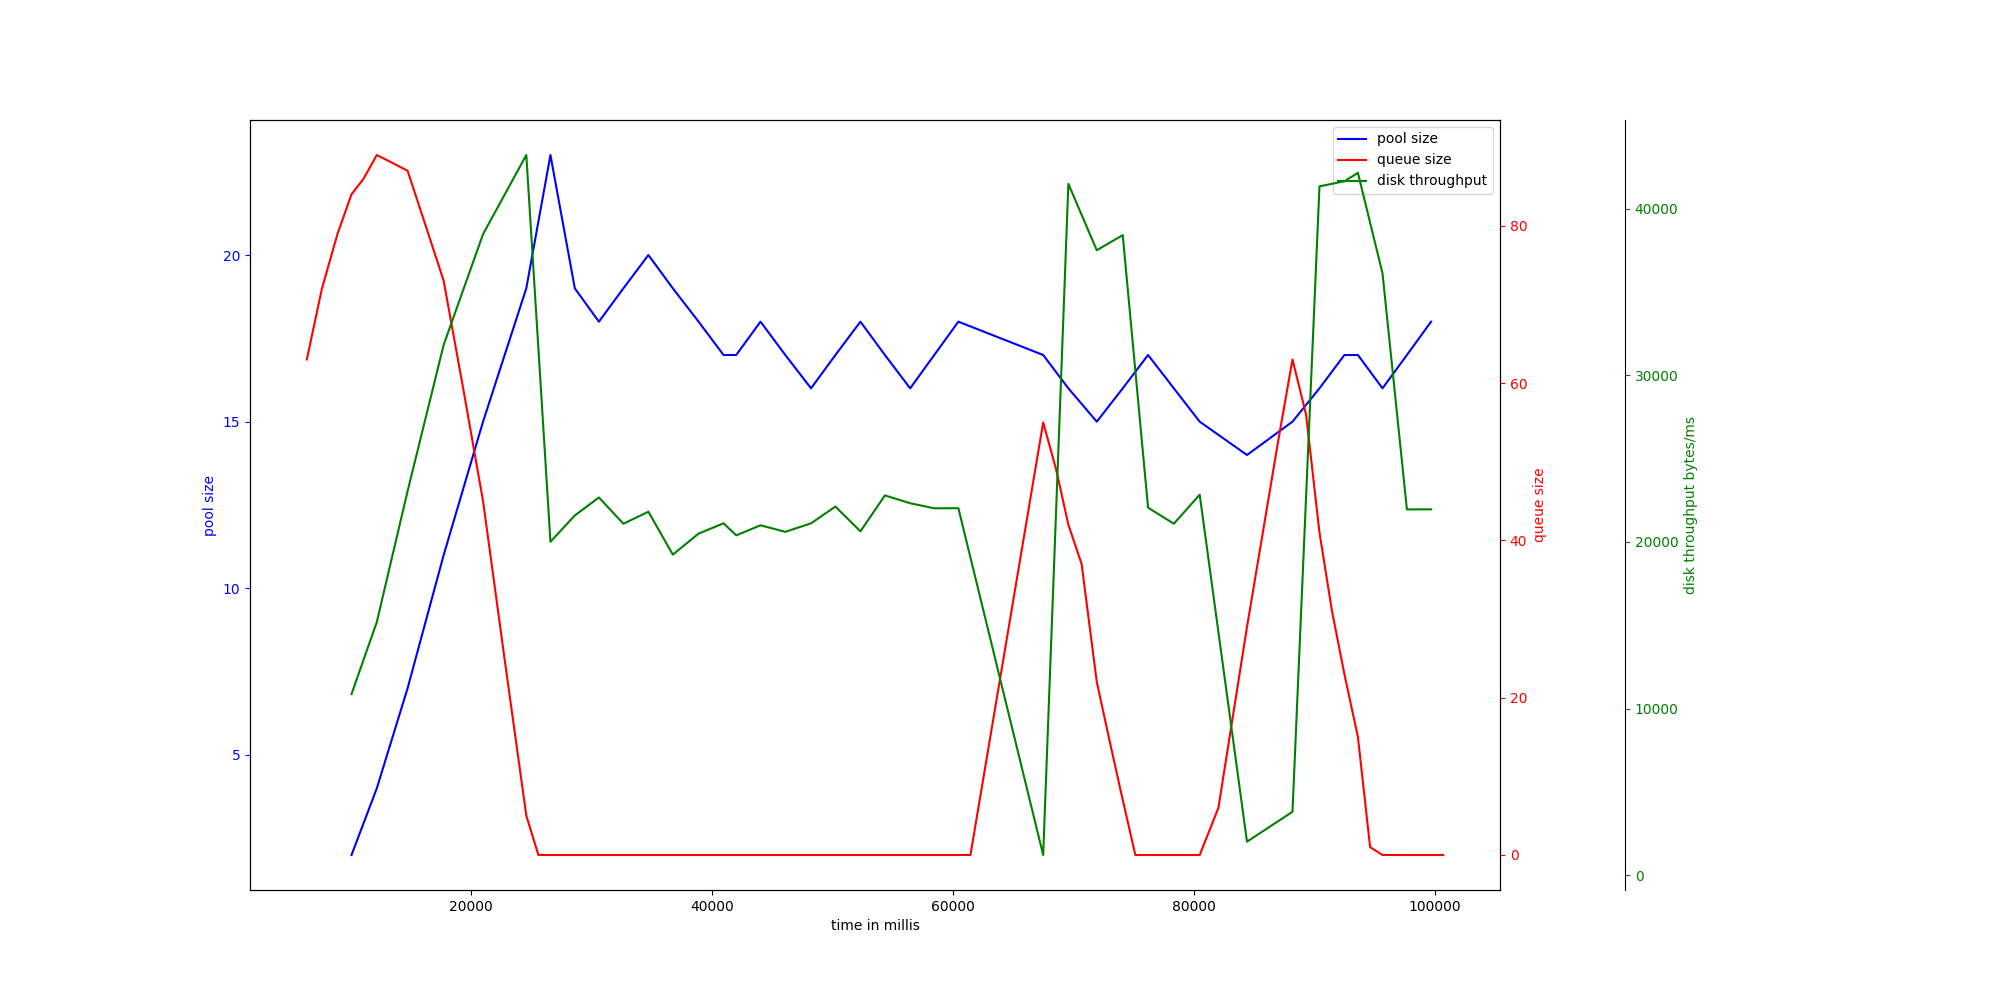 pool size
queue size
disk throughput
20
15
10
5
pool size
80
60
40
20
0
queue size
40000
30000
20000
10000
0
disk throughput bytes/ms
20000
40000
60000
80000
100000
time in millis